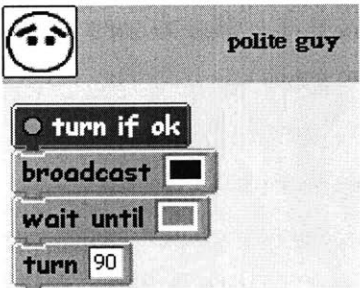 polite guy
turn if ok
broadcast
wait until
turn 90